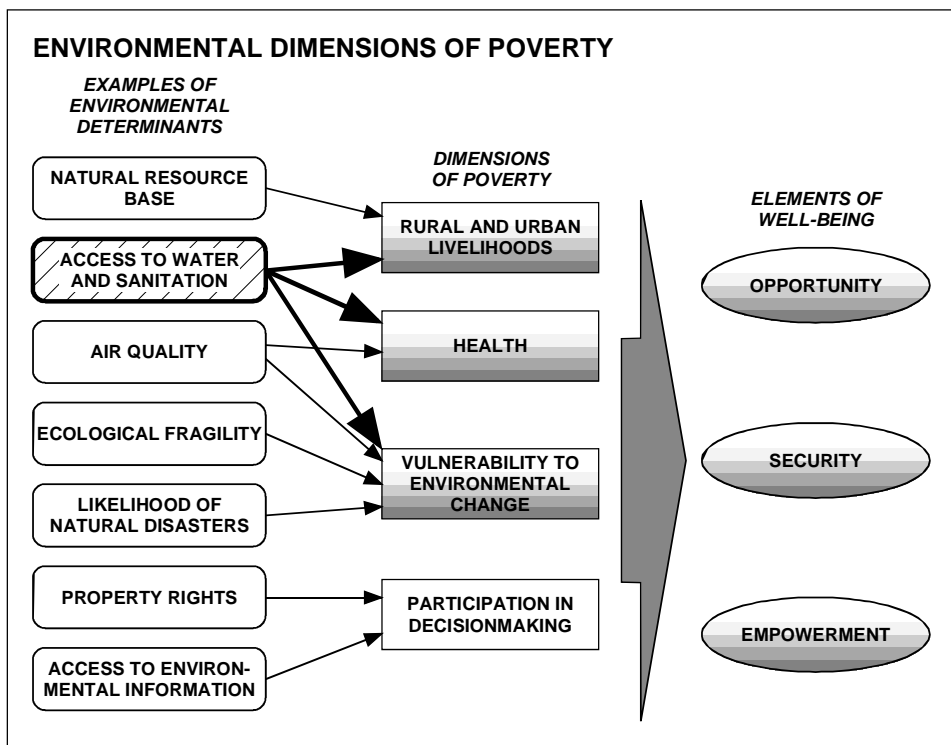 ENVIRONMENTAL DIMENSIONS OF POVERTY
EXAMPLES OF
ENVIRONMENTAL
DETERMINANTS
NATURAL RESOURCE
BASE
ACCESS TO WATER
AND SANITATION
AIR QUALITY
ECOLOGICAL FRAGILITY
LIKELIHOOD OF
NATURAL DISASTERS
PROPERTY RIGHTS
ACCESS TO ENVIRON-
MENTAL INFORMATION
DIMENSIONS
OF POVERTY
RURAL AND URBAN
LIVELIHOODS
HEALTH
VULNERABILITY TO
ENVIRONMENTAL
CHANGE
PARTICIPATION IN
DECISIONMAKING
ELEMENTS OF
WELL-BEING
OPPORTUNITY
SECURITY
EMPOWERMENT